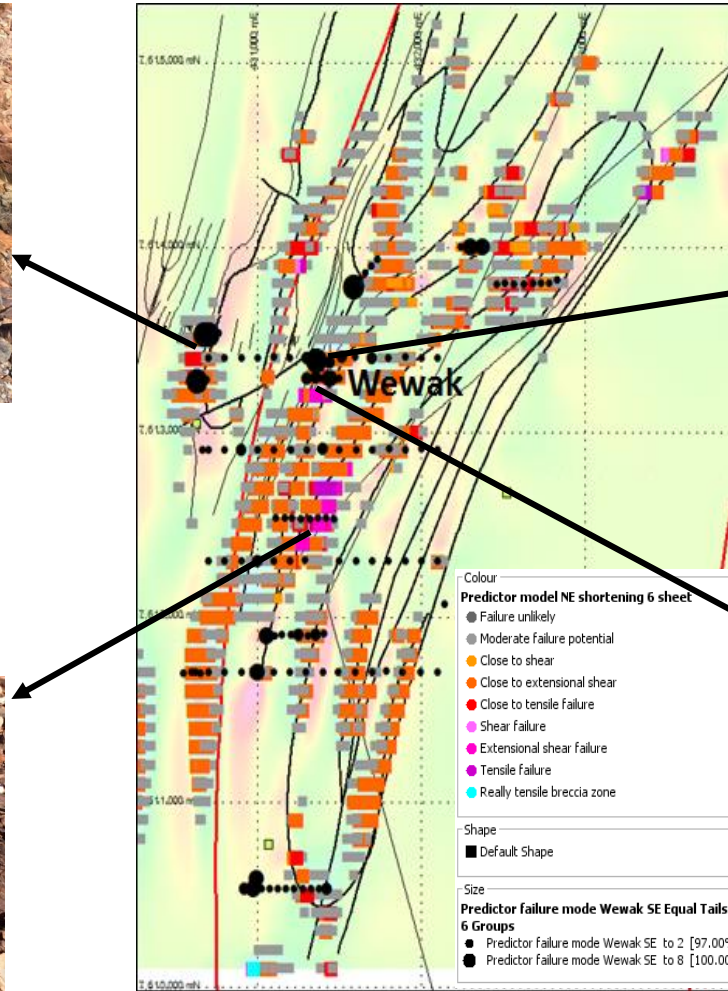 7,615,000 mN
7,614,000 mN
Wewak
7,613,000 mN
Colour
Predictor model NE shortening 6 sheet
Failure unlikely
Moderate failure potential
Close to shear
Close to extensional shear
Close to tensile failure
Shear failure
Extensional shear failure
Tensile failure
Really tensile breccia zone
Shape
Default Shape
Size
Predictor failure mode Wewak SE Equal Tails
6 Groups
Predictor failure mode Wewak SE to 2 [97.00
Predictor failure mode Wewak SE to 8 [100.00
7,610,000 mN